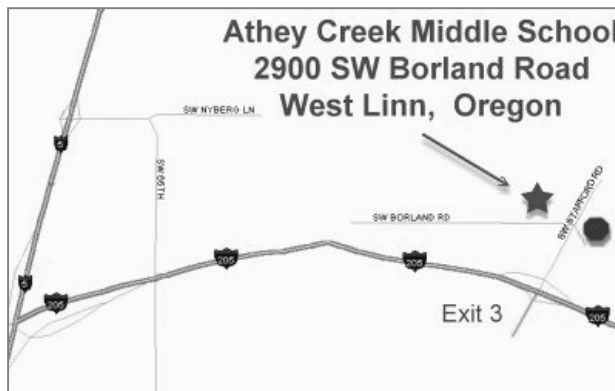 Athey Creek Middle School
2900 SW Borland Road
West Linn, Oregon
SW NYBERG LN
5
SW 65TH
SW STAFFORD RD
SW BORLAND RD
205
205
5
205
Exit 3
205